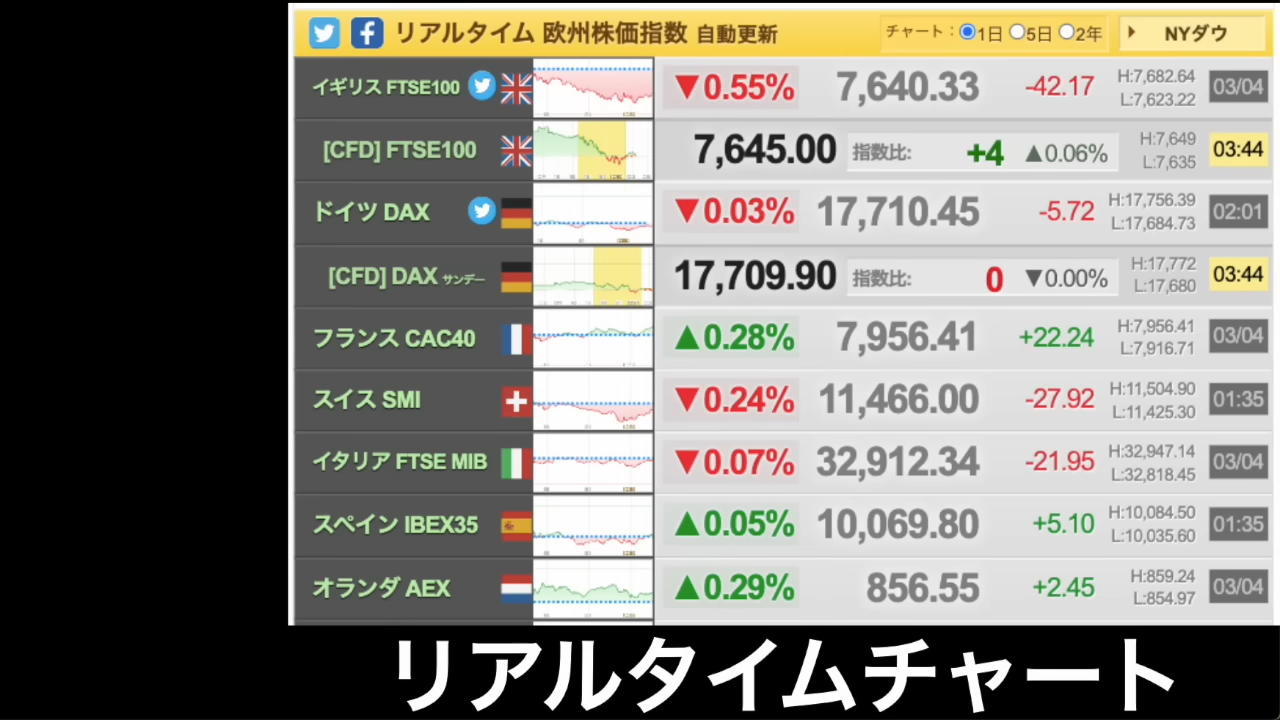 リアルタイム 欧州株価指数 自動更新 チャート： 1日 5日 2年 NYダウ
イギリス FTSE100 ▼0.55% 7,640.33 -42.17 H:7,682.64 L:7,623.22 03/04
[CFD] FTSE100 7,645.00 指数比: +4 ▲0.06% H:7,649 L:7,635 03:44
ドイツ DAX ▼0.03% 17,710.45 -5.72 H:17,756.39 L:17,684.73 02:01
[CFD] DAX サンデー 17,709.90 指数比: 0 ▼0.00% H:17,772 L:17,680 03:44
フランス CAC40 ▲0.28% 7,956.41 +22.24 H:7,956.41 L:7,916.71 03/04
スイス SMI ▼0.24% 11,466.00 -27.92 H:11,504.90 L:11,425.30 01:35
イタリア FTSE MIB ▼0.07% 32,912.34 -21.95 H:32,947.14 L:32,818.45 03/04
スペイン IBEX35 ▲0.05% 10,069.80 +5.10 H:10,084.50 L:10,035.60 01:35
オランダ AEX ▲0.29% 856.55 +2.45 H:859.24 L:854.97 03/04
リアルタイムチャート